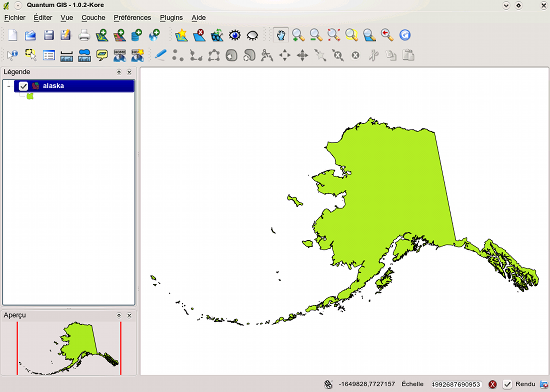 Quantum GIS - 1.0.2-Kore
Fichier Éditer Vue Couche Préférences Plugins Aide
Légende
alaska
Aperçu
-1649828,7727157 Échelle 1992687690953 Rendu